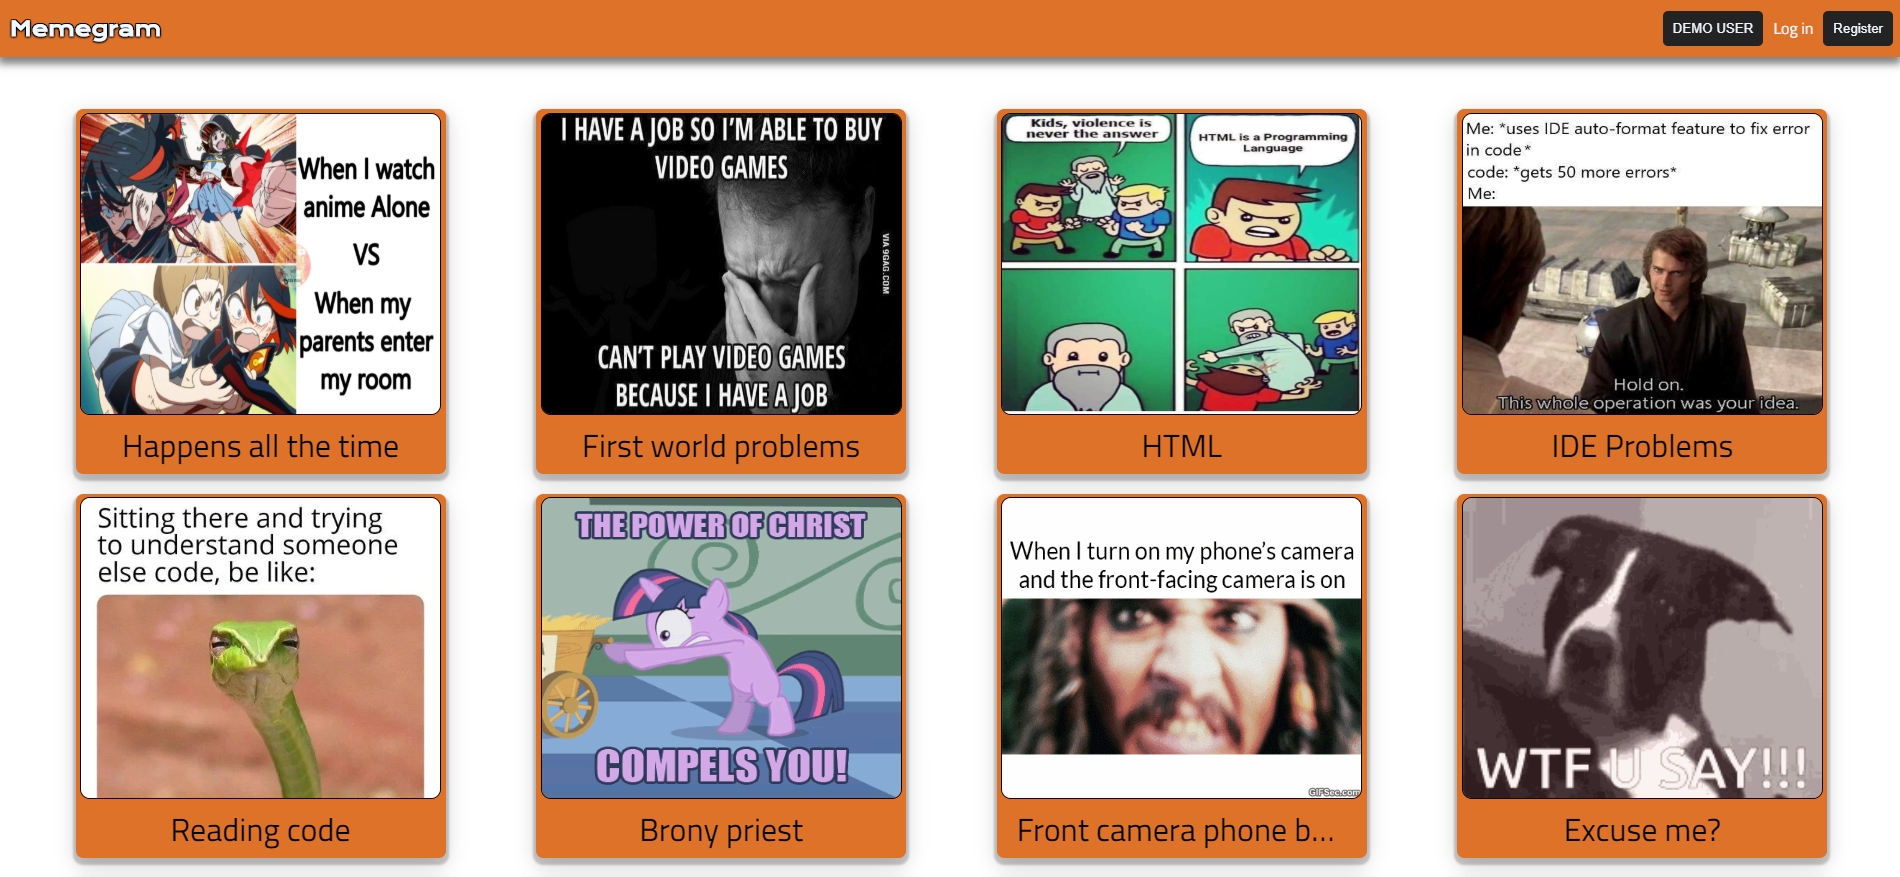 Memegram
DEMO USER
Log in
Register
When I watch
anime Alone
VS
When my
parents enter
my room
Happens all the time
I HAVE A JOB SO I'M ABLE TO BUY
VIDEO GAMES
VIA 9GAG.COM
CAN'T PLAY VIDEO GAMES
BECAUSE I HAVE A JOB
First world problems
Kids, violence is
never the answer
HTML is a Programming
Language
HTML
Me: *uses IDE auto-format feature to fix error
in code*
code: *gets 50 more errors*
Me:
Hold on.
This whole operation was your idea.
IDE Problems
Sitting there and trying
to understand someone
else code, be like:
Reading code
THE POWER OF CHRIST
COMPELS YOU!
Brony priest
When I turn on my phone's camera
and the front-facing camera is on
GIFSec.com
Front camera phone b...
WTF U SAY!!!
Excuse me?